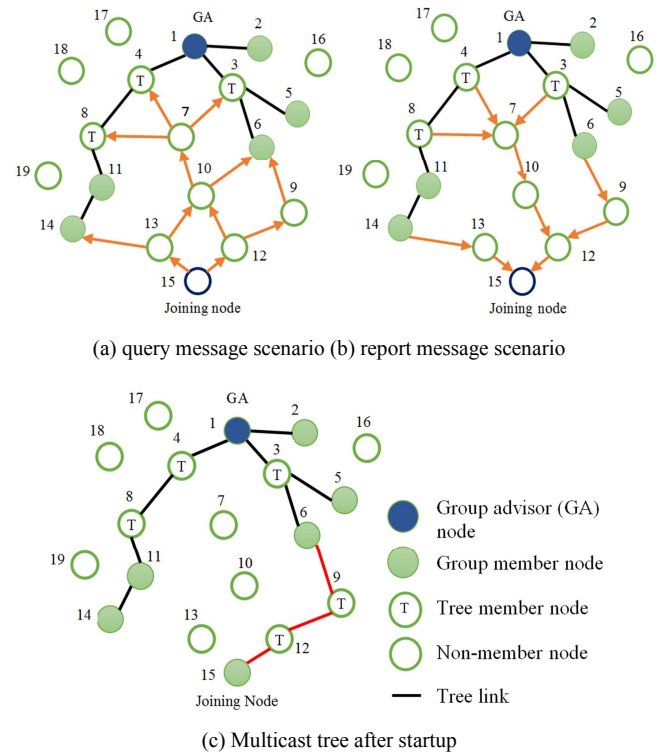 17
GA
2
18
4
1
16
T
3
T
5
8
7
6
T
11
10
19
9
14
13
12
15
Joining node
17
GA
2
18
4
1
16
T
3
T
5
8
7
6
T
11
10
19
9
14
13
12
15
Joining node
(a) query message scenario (b) report message scenario
17
GA
2
18
4
1
16
T
3
T
5
8
7
6
T
11
10
19
9
T
14
13
T
12
15
Joining Node
Group advisor (GA)
node
Group member node
T Tree member node
Non-member node
Tree link
(c) Multicast tree after startup